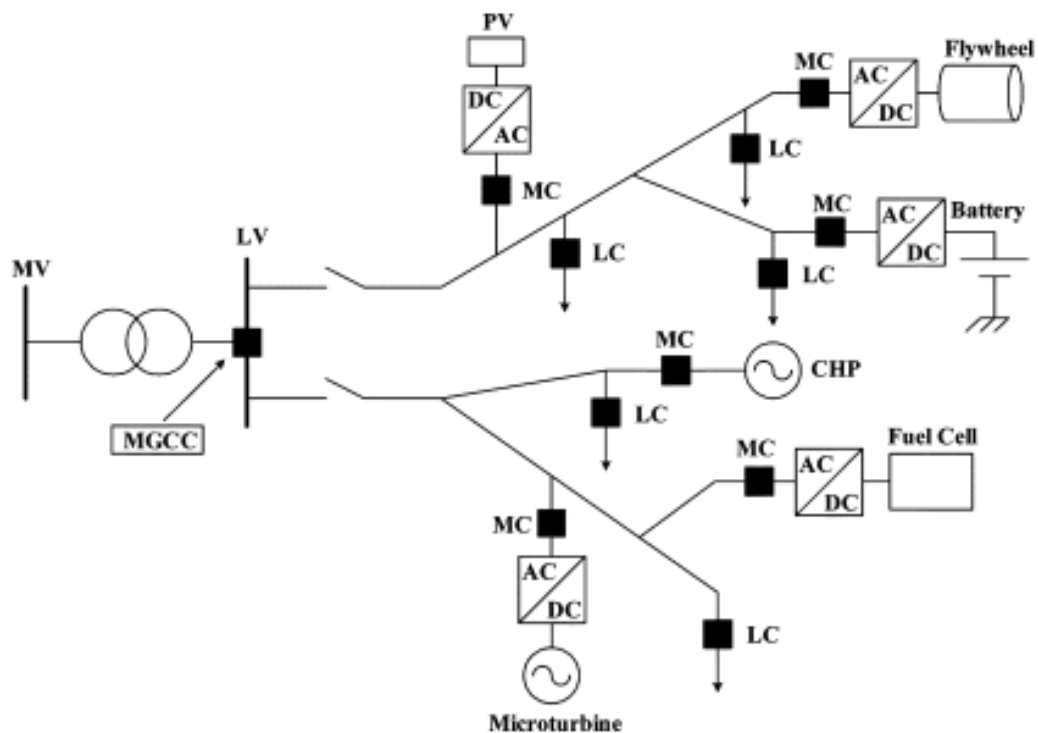 PV
DC
AC
MC
MC
AC
DC
Flywheel
LC
LC
MC
AC
DC
Battery
LC
MV
LV
MGCC
MC
CHP
LC
MC
AC
DC
Fuel Cell
MC
AC
DC
Microturbine
LC